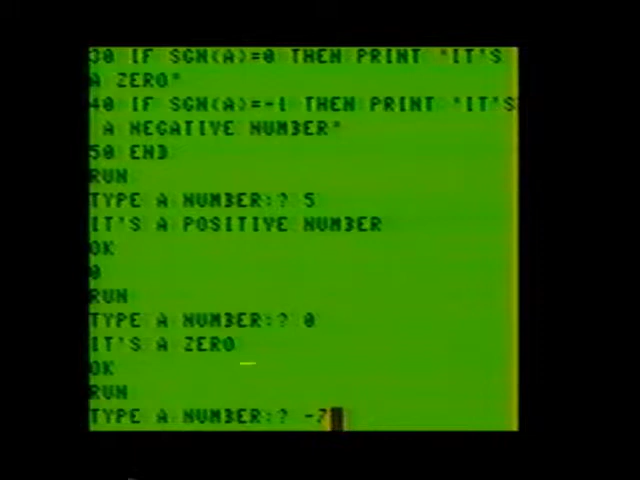 30 IF SGN(A)=0 THEN PRINT "IT'S
A ZERO"
40 IF SGN(A)=-1 THEN PRINT "IT'S
A NEGATIVE NUMBER"
50 END
RUN
TYPE A NUMBER:? 5
IT'S A POSITIVE NUMBER
OK
0
RUN
TYPE A NUMBER:? 0
IT'S A ZERO
OK
RUN
TYPE A NUMBER:? -7